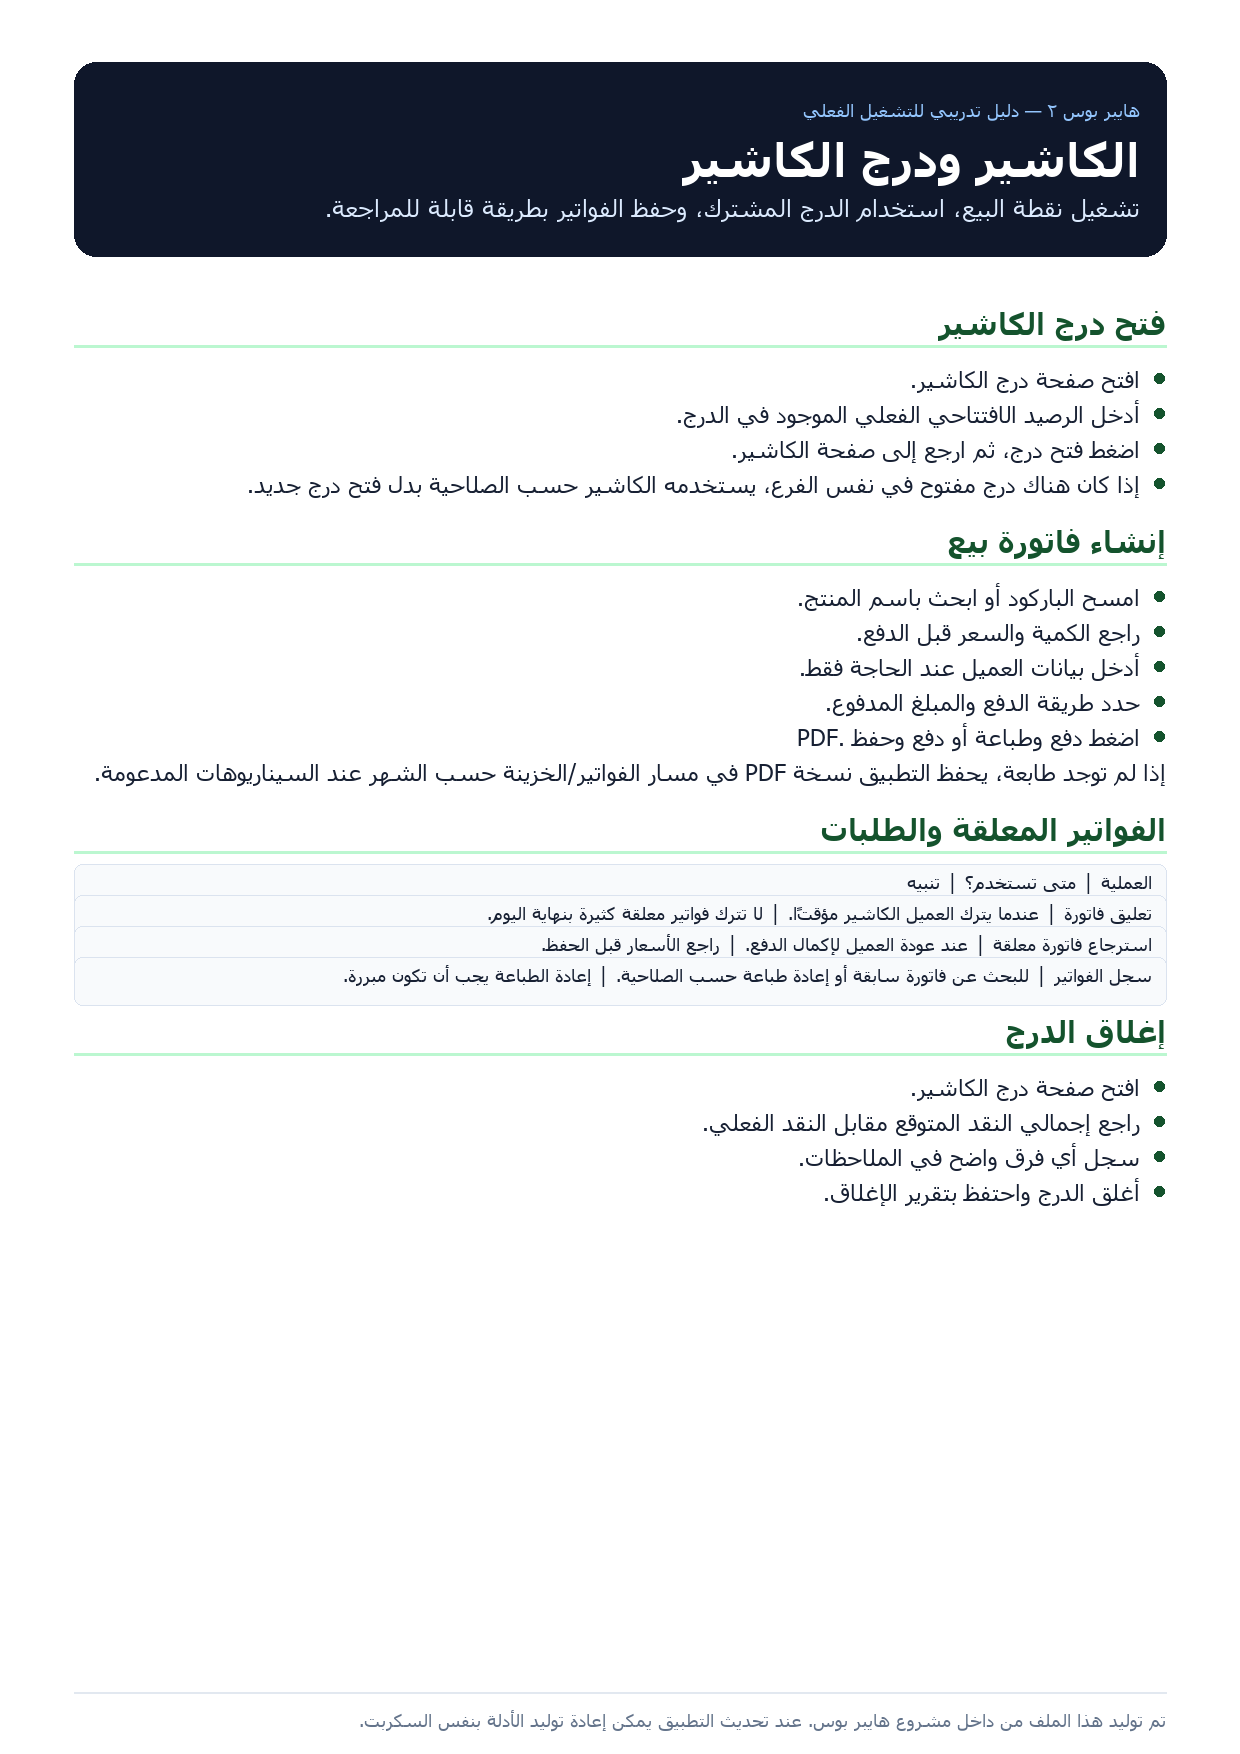 هايبر بوس ٢ — دليل تدريبي للتشغيل الفعلي
الكاشير ودرج الكاشير
تشغيل نقطة البيع، استخدام الدرج المشترك، وحفظ الفواتير بطريقة قابلة للمراجعة.
فتح درج الكاشير
افتح صفحة درج الكاشير.
أدخل الرصيد الافتتاحي الفعلي الموجود في الدرج.
اضغط فتح درج، ثم ارجع إلى صفحة الكاشير.
إذا كان هناك درج مفتوح في نفس الفرع، يستخدمه الكاشير حسب الصلاحية بدل فتح درج جديد.
إنشاء فاتورة بيع
امسح الباركود أو ابحث باسم المنتج.
راجع الكمية والسعر قبل الدفع.
أدخل بيانات العميل عند الحاجة فقط.
حدد طريقة الدفع والمبلغ المدفوع.
اضغط دفع وطباعة أو دفع وحفظ PDF.
إذا لم توجد طابعة، يحفظ التطبيق نسخة PDF في مسار الفواتير/الخزينة حسب الشهر عند السيناريوهات المدعومة.
الفواتير المعلقة والطلبات
العملية | متى تستخدم؟ | تنبيه
تعليق فاتورة | عندما يترك العميل الكاشير مؤقتًا. | لا تترك فواتير معلقة كثيرة بنهاية اليوم.
استرجاع فاتورة معلقة | عند عودة العميل لإكمال الدفع. | راجع الأسعار قبل الحفظ.
سجل الفواتير | للبحث عن فاتورة سابقة أو إعادة طباعة حسب الصلاحية. | إعادة الطباعة يجب أن تكون مبررة.
إغلاق الدرج
افتح صفحة درج الكاشير.
راجع إجمالي النقد المتوقع مقابل النقد الفعلي.
سجل أي فرق واضح في الملاحظات.
أغلق الدرج واحتفظ بتقرير الإغلاق.
تم توليد هذا الملف من داخل مشروع هايبر بوس. عند تحديث التطبيق يمكن إعادة توليد الأدلة بنفس السكربت.